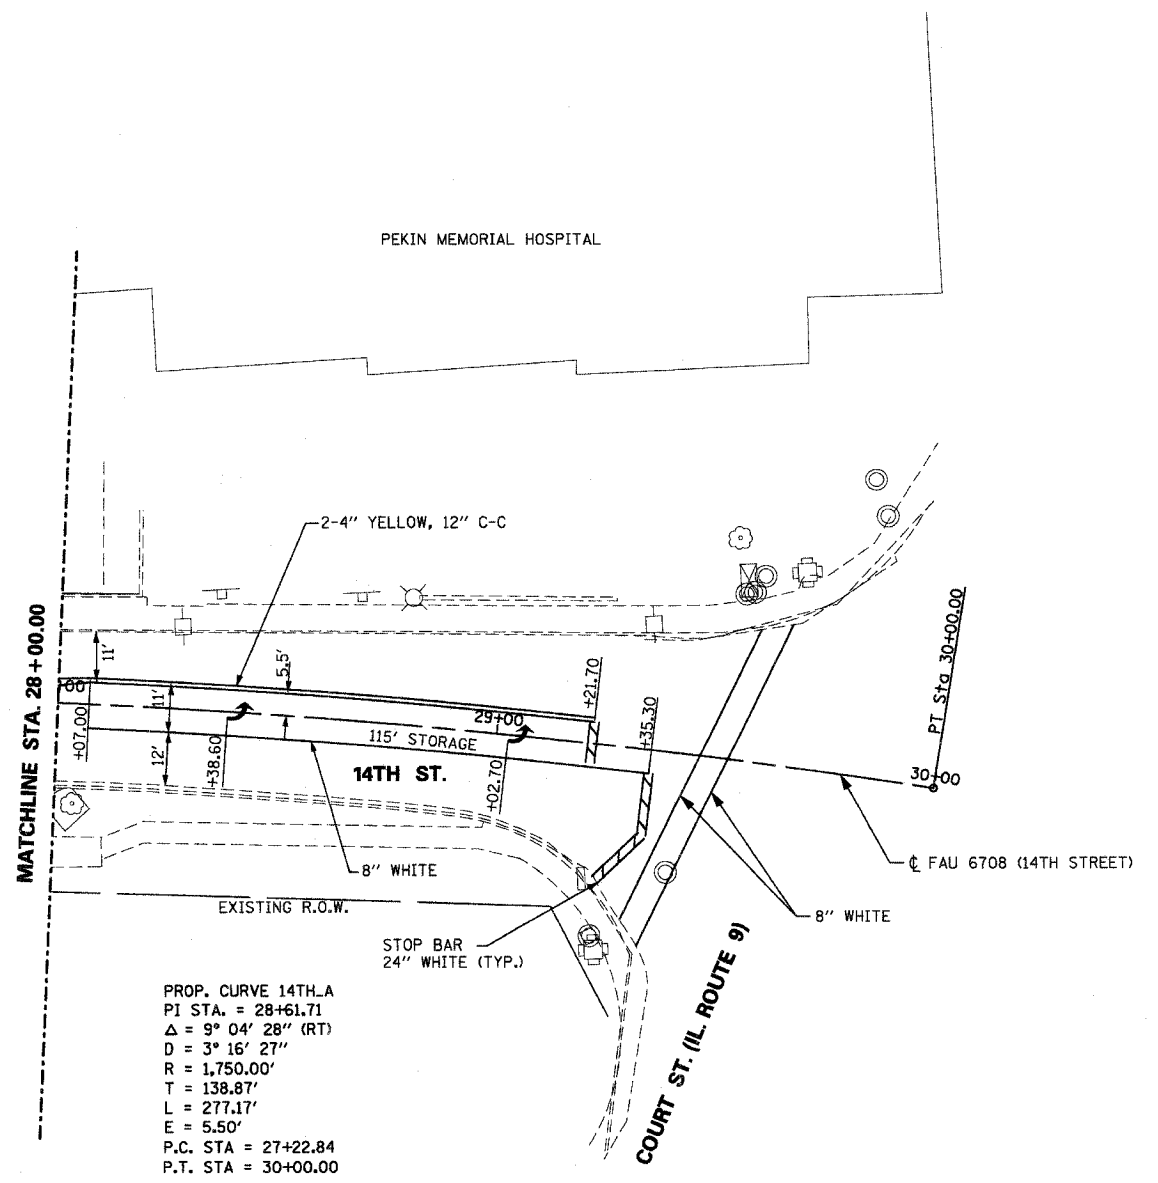 PEKIN MEMORIAL HOSPITAL
2-4" YELLOW, 12" C-C
MATCHLINE STA. 28+00.00
11'
5.5'
00
11'
12'
+07.00
+38.60
115' STORAGE
29+00
+02.70
+21.70
+35.30
14TH ST.
PT Sta 30+00.00
30+00
℄ FAU 6708 (14TH STREET)
8" WHITE
8" WHITE
EXISTING R.O.W.
STOP BAR
24" WHITE (TYP.)
COURT ST. (IL. ROUTE 9)
PROP. CURVE 14TH_A
PI STA. = 28+61.71
Δ = 9° 04' 28" (RT)
D = 3° 16' 27"
R = 1,750.00'
T = 138.87'
L = 277.17'
E = 5.50'
P.C. STA = 27+22.84
P.T. STA = 30+00.00